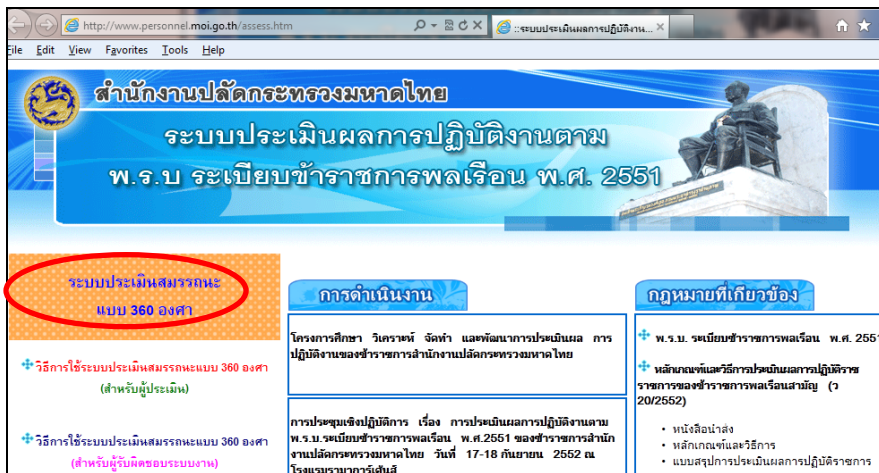 http://www.personnel.moi.go.th/assess.htm
::ระบบประเมินผลการปฏิบัติงาน...
File Edit View Favorites Tools Help
สำนักงานปลัดกระทรวงมหาดไทย
ระบบประเมินผลการปฏิบัติงานตาม
พ.ร.บ ระเบียบข้าราชการพลเรือน พ.ศ. 2551
ระบบประเมินสมรรถนะ
แบบ 360 องศา
วิธีการใช้ระบบประเมินสมรรถนะแบบ 360 องศา
(สำหรับผู้ประเมิน)
วิธีการใช้ระบบประเมินสมรรถนะแบบ 360 องศา
(สำหรับผู้รับผิดชอบระบบงาน)
การดำเนินงาน
โครงการศึกษา วิเคราะห์ จัดทำ และพัฒนาการประเมินผล การ
ปฏิบัติงานของข้าราชการสำนักงานปลัดกระทรวงมหาดไทย
การประชุมเชิงปฏิบัติการ เรื่อง การประเมินผลการปฏิบัติงานตาม
พ.ร.บ.ระเบียบข้าราชการพลเรือน พ.ศ.2551 ของข้าราชการสำนัก
งานปลัดกระทรวงมหาดไทย วันที่ 17-18 กันยายน 2552 ณ
โรงแรมรามาการ์เด้นส์
กฎหมายที่เกี่ยวข้อง
พ.ร.บ. ระเบียบข้าราชการพลเรือน พ.ศ. 2551
หลักเกณฑ์และวิธีการประเมินผลการปฏิบัติราช
ราชการของข้าราชการพลเรือนสามัญ (ว
20/2552)
• หนังสือนำส่ง
• หลักเกณฑ์และวิธีการ
• แบบสรุปการประเมินผลการปฏิบัติราชการ